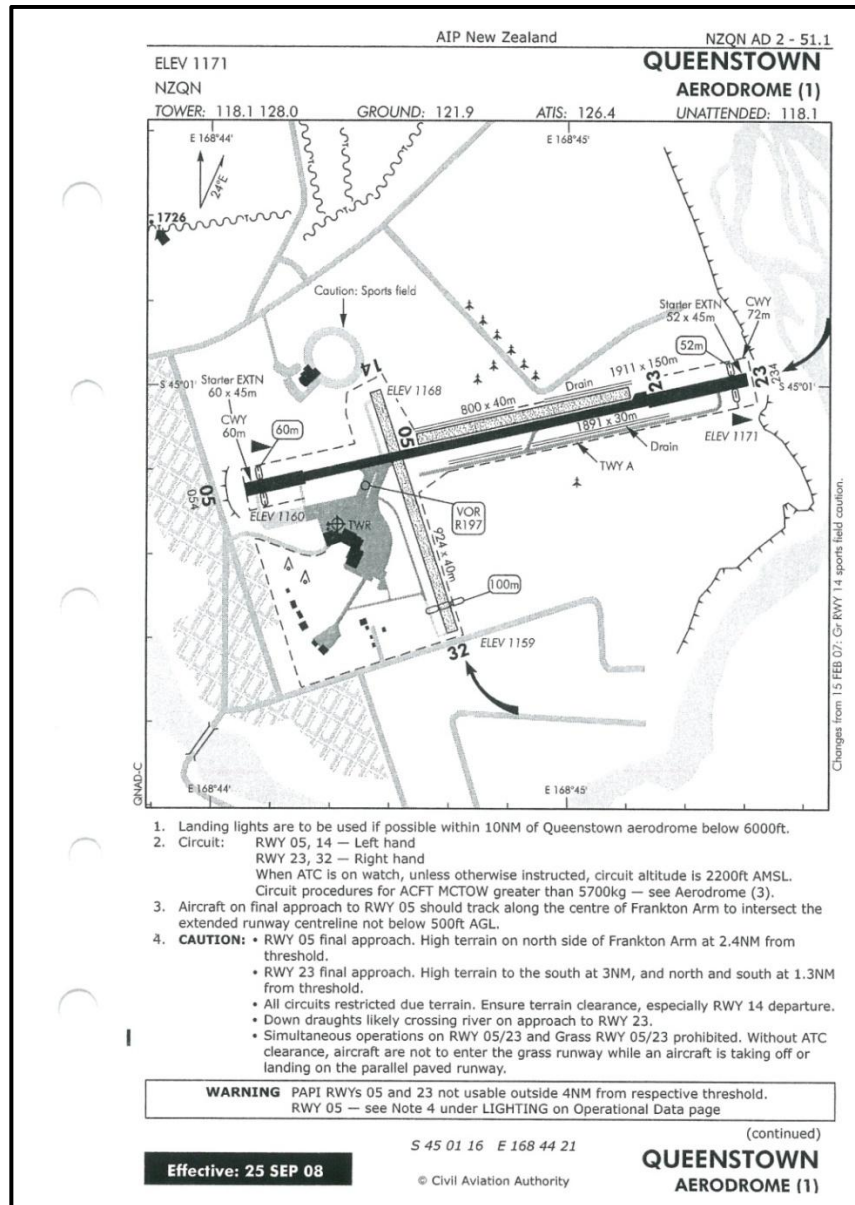 AIP New Zealand
NZQN AD 2 - 51.1
ELEV 1171
QUEENSTOWN
NZQN
AERODROME (1)
TOWER: 118.1 128.0 GROUND: 121.9 ATIS: 126.4 UNATTENDED: 118.1
E 168°44'
E 168°45'
24°E
1726
Caution: Sports field
Starter EXTN
52 x 45m
CWY
72m
52m
14
1911 x 150m
23
23
234
S 45°01'
S 45°01'
ELEV 1168
Drain
Starter EXTN
60 x 45m
800 x 40m
CWY
60m
60m
05
1891 x 30m
ELEV 1171
Drain
TWY A
05
054
ELEV 1160
VOR
R197
TWR
924 x 40m
100m
ELEV 1159
32
E 168°44'
E 168°45'
QNAD-C
Changes from 15 FEB 07: Gr RWY 14 sports field caution.
1. Landing lights are to be used if possible within 10NM of Queenstown aerodrome below 6000ft.
2. Circuit: RWY 05, 14 — Left hand
RWY 23, 32 — Right hand
When ATC is on watch, unless otherwise instructed, circuit altitude is 2200ft AMSL.
Circuit procedures for ACFT MCTOW greater than 5700kg — see Aerodrome (3).
3. Aircraft on final approach to RWY 05 should track along the centre of Frankton Arm to intersect the
extended runway centreline not below 500ft AGL.
4. CAUTION: • RWY 05 final approach. High terrain on north side of Frankton Arm at 2.4NM from
threshold.
• RWY 23 final approach. High terrain to the south at 3NM, and north and south at 1.3NM
from threshold.
• All circuits restricted due terrain. Ensure terrain clearance, especially RWY 14 departure.
• Down draughts likely crossing river on approach to RWY 23.
• Simultaneous operations on RWY 05/23 and Grass RWY 05/23 prohibited. Without ATC
clearance, aircraft are not to enter the grass runway while an aircraft is taking off or
landing on the parallel paved runway.
WARNING PAPI RWYs 05 and 23 not usable outside 4NM from respective threshold.
RWY 05 — see Note 4 under LIGHTING on Operational Data page
(continued)
S 45 01 16 E 168 44 21
QUEENSTOWN
Effective: 25 SEP 08
© Civil Aviation Authority
AERODROME (1)